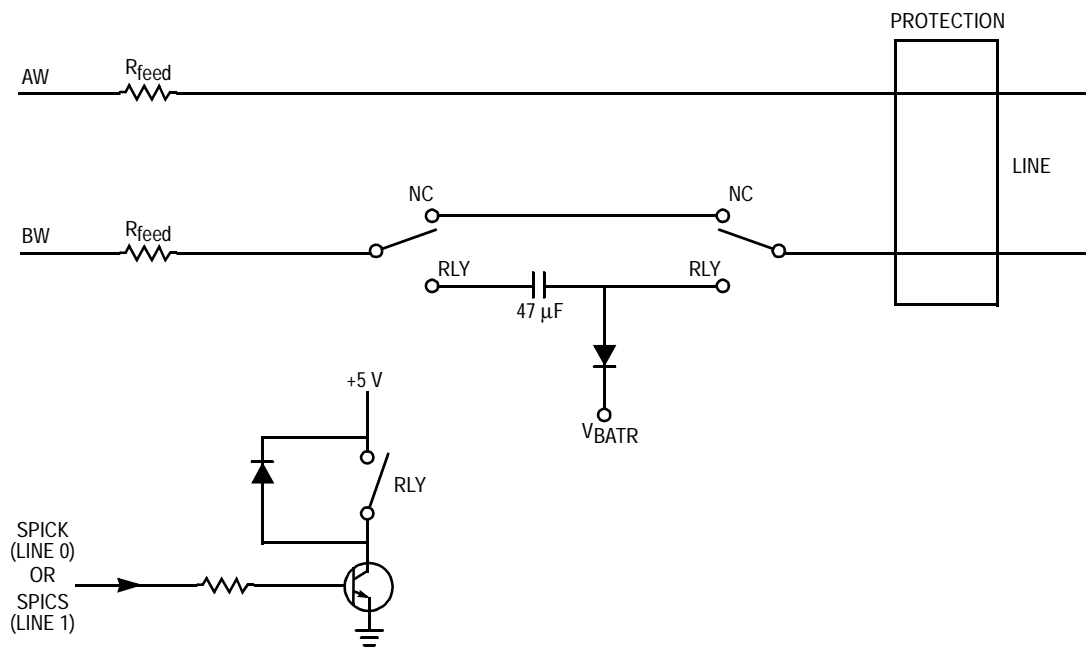 PROTECTION
AW
Rfeed
LINE
NC
NC
BW
Rfeed
RLY
RLY
47 µF
+5 V
VBATR
RLY
SPICK
(LINE 0)
OR
SPICS
(LINE 1)